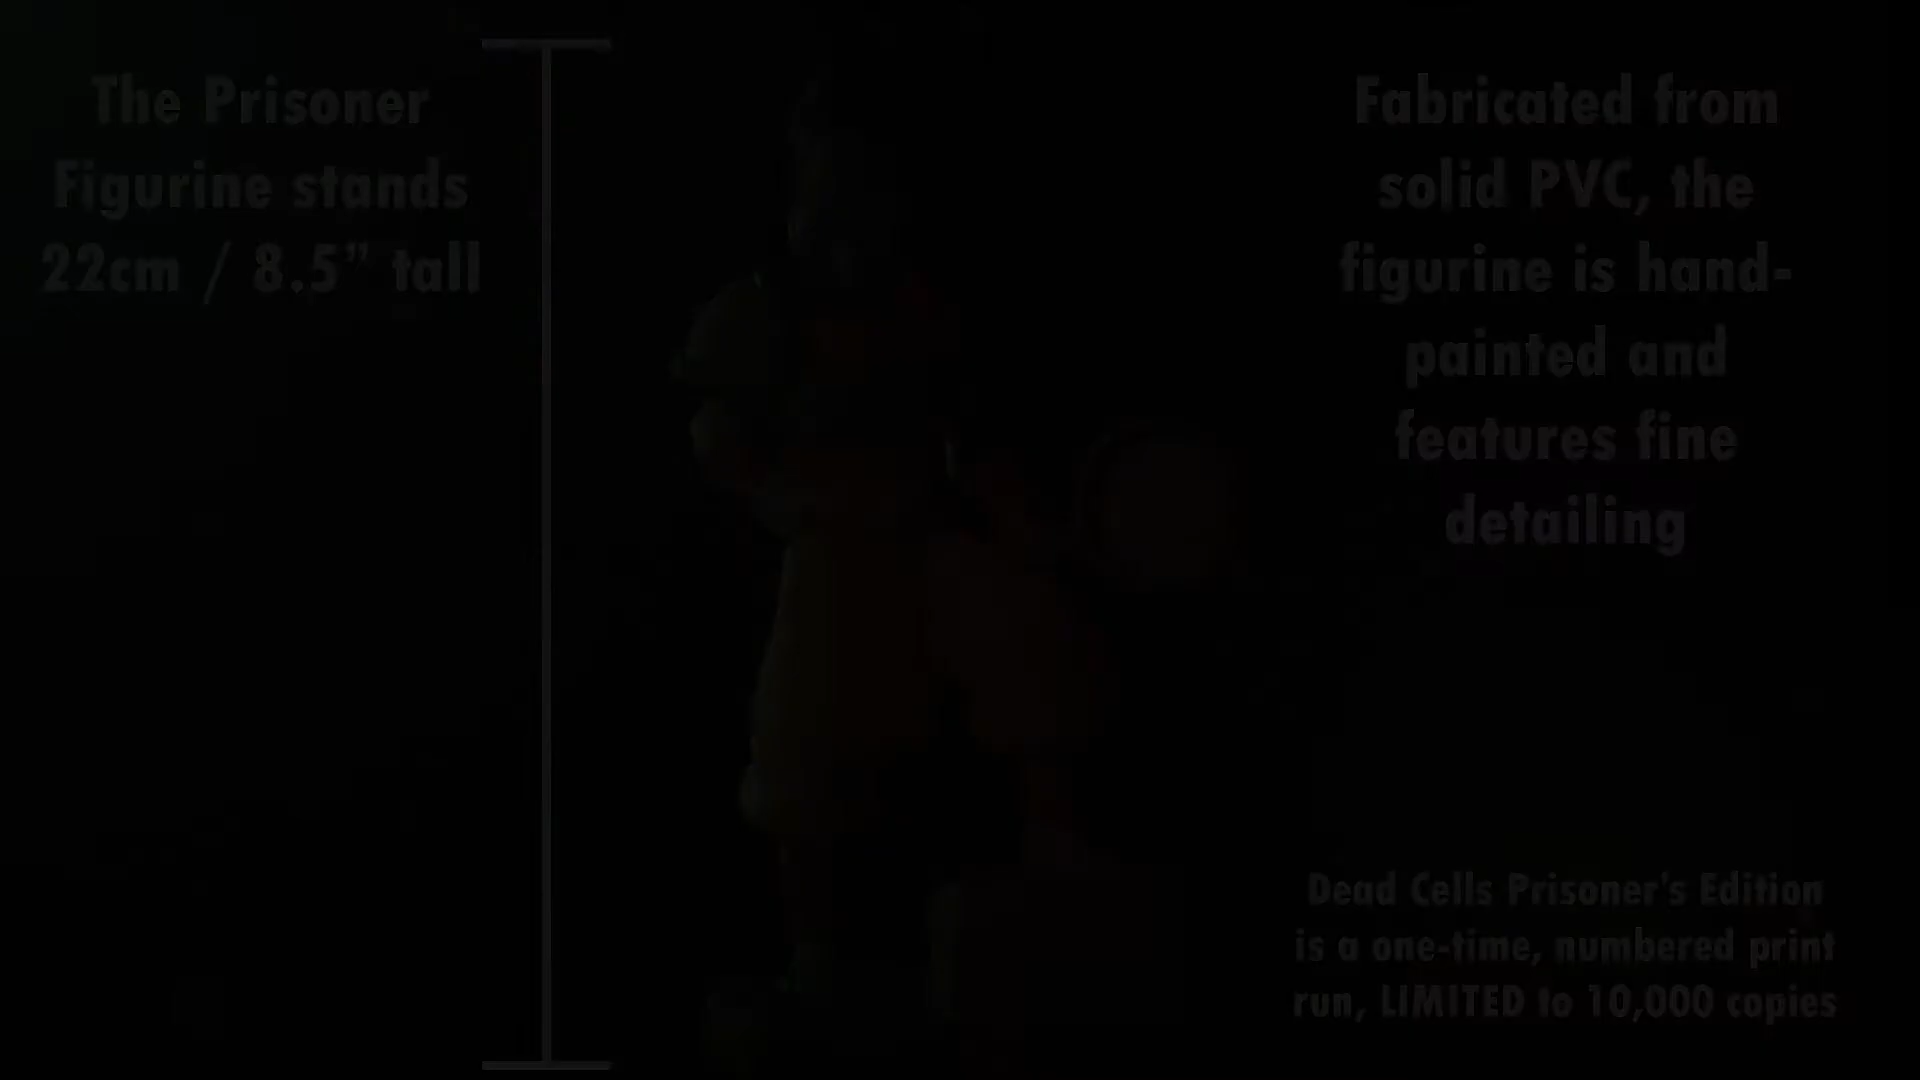 The Prisoner
Figurine stands
22cm / 8.5” tall
Fabricated from
solid PVC, the
figurine is hand-
painted and
features fine
detailing
Dead Cells Prisoner's Edition
is a one-time, numbered print
run, LIMITED to 10,000 copies